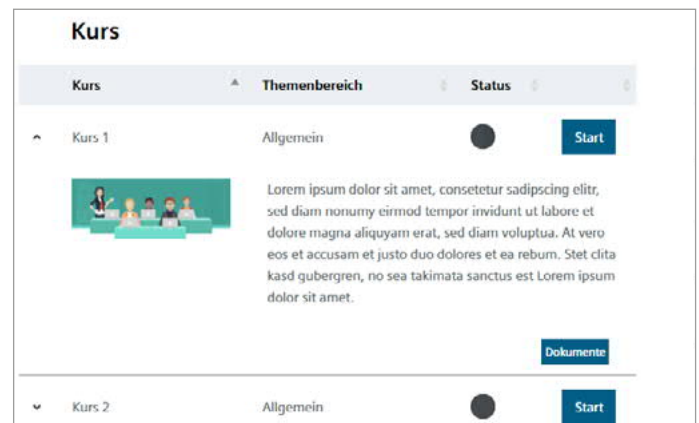 Kurs
Kurs Themenbereich Status
Kurs 1 Allgemein Start
Lorem ipsum dolor sit amet, consetetur sadipscing elitr,
sed diam nonumy eirmod tempor invidunt ut labore et
dolore magna aliquyam erat, sed diam voluptua. At vero
eos et accusam et justo duo dolores et ea rebum. Stet clita
kasd gubergren, no sea takimata sanctus est Lorem ipsum
dolor sit amet.
Dokumente
Kurs 2 Allgemein Start